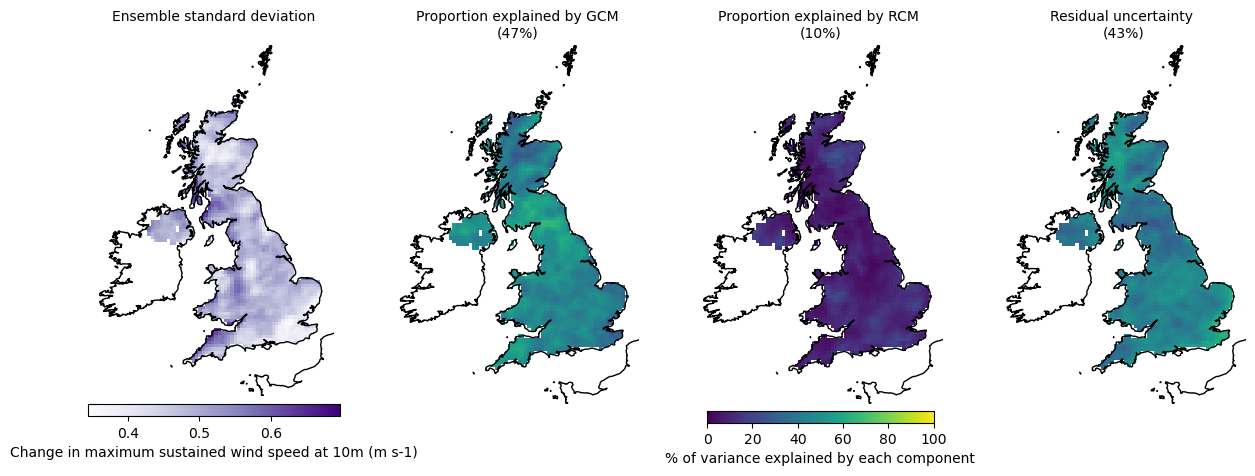 Ensemble standard deviation
Proportion explained by GCM
(47%)
Proportion explained by RCM
(10%)
Residual uncertainty
(43%)
0.4 0.5 0.6
Change in maximum sustained wind speed at 10m (m s-1)
0 20 40 60 80 100
% of variance explained by each component